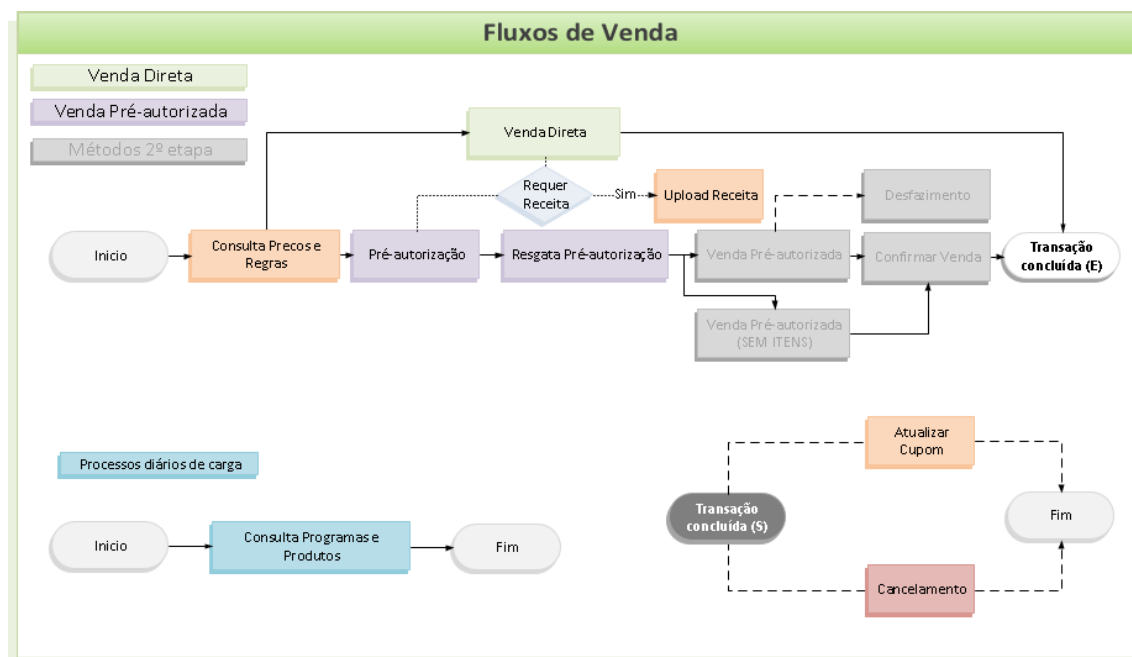 Fluxos de Venda
Venda Direta
Venda Pré-autorizada
Métodos 2º etapa
Venda Direta
Requer
Receita
Sim
Upload Receita
Desfazimento
Inicio
Consulta Precos e
Regras
Pré-autorização
Resgata Pré-autorização
Venda Pré-autorizada
Confirmar Venda
Transação
concluída (E)
Venda Pré-autorizada
(SEM ITENS)
Processos diários de carga
Inicio
Consulta Programas e
Produtos
Fim
Atualizar
Cupom
Transação
concluída (S)
Fim
Cancelamento